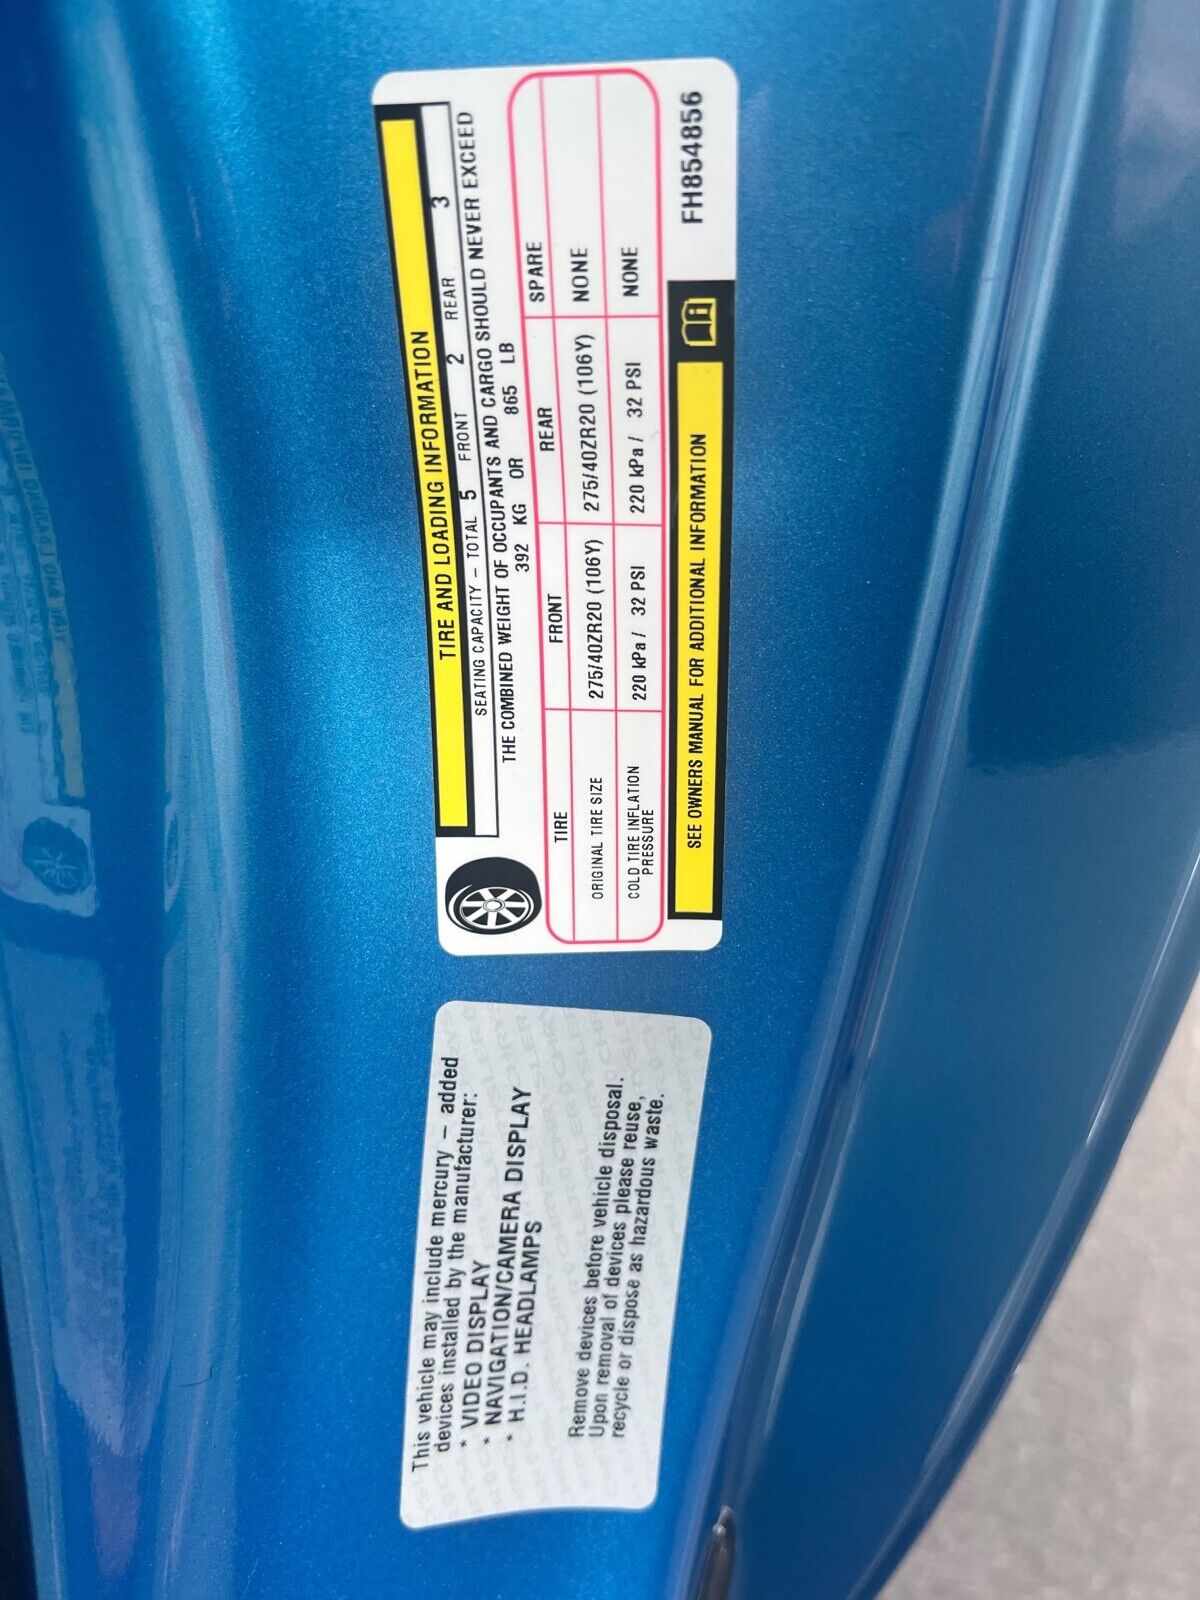 TIRE AND LOADING INFORMATION
SEATING CAPACITY – TOTAL 5 FRONT 2 REAR 3
THE COMBINED WEIGHT OF OCCUPANTS AND CARGO SHOULD NEVER EXCEED
392 KG OR 865 LB
TIRE FRONT REAR SPARE
ORIGINAL TIRE SIZE 275/40ZR20 (106Y) 275/40ZR20 (106Y) NONE
COLD TIRE INFLATION PRESSURE 220 kPa / 32 PSI 220 kPa / 32 PSI NONE
SEE OWNERS MANUAL FOR ADDITIONAL INFORMATION
FH854856
This vehicle may include mercury – added
devices installed by the manufacturer:
* VIDEO DISPLAY
* NAVIGATION/CAMERA DISPLAY
* H.I.D. HEADLAMPS
Remove devices before vehicle disposal.
Upon removal of devices please reuse,
recycle or dispose as hazardous waste.